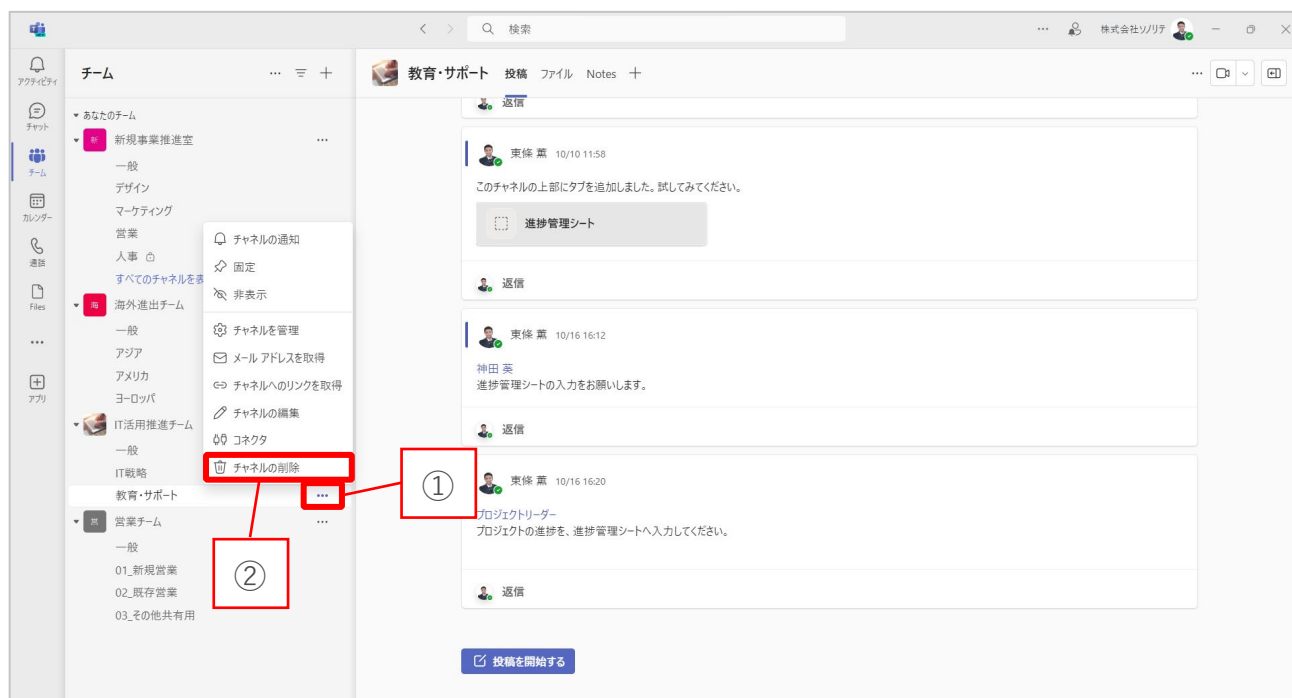 検索
株式会社ソノリテ
アクティビティ
チャット
チーム
カレンダー
通話
Files
アプリ
チーム
あなたのチーム
新 新規事業推進室
一般
デザイン
マーケティング
営業
人事
すべてのチャネルを表
海 海外進出チーム
一般
アジア
アメリカ
ヨーロッパ
IT活用推進チーム
一般
IT戦略
教育・サポート
営業チーム
一般
01_新規営業
02_既存営業
03_その他共有用
チャネルの通知
固定
非表示
チャネルを管理
メール アドレスを取得
チャネルへのリンクを取得
チャネルの編集
コネクタ
チャネルの削除
①
②
教育・サポート 投稿 ファイル Notes
返信
東條 薫 10/10 11:58
このチャネルの上部にタブを追加しました。試してみてください。
進捗管理シート
返信
東條 薫 10/16 16:12
神田 英
進捗管理シートの入力をお願いします。
返信
東條 薫 10/16 16:20
プロジェクトリーダー
プロジェクトの進捗を、進捗管理シートへ入力してください。
返信
投稿を開始する